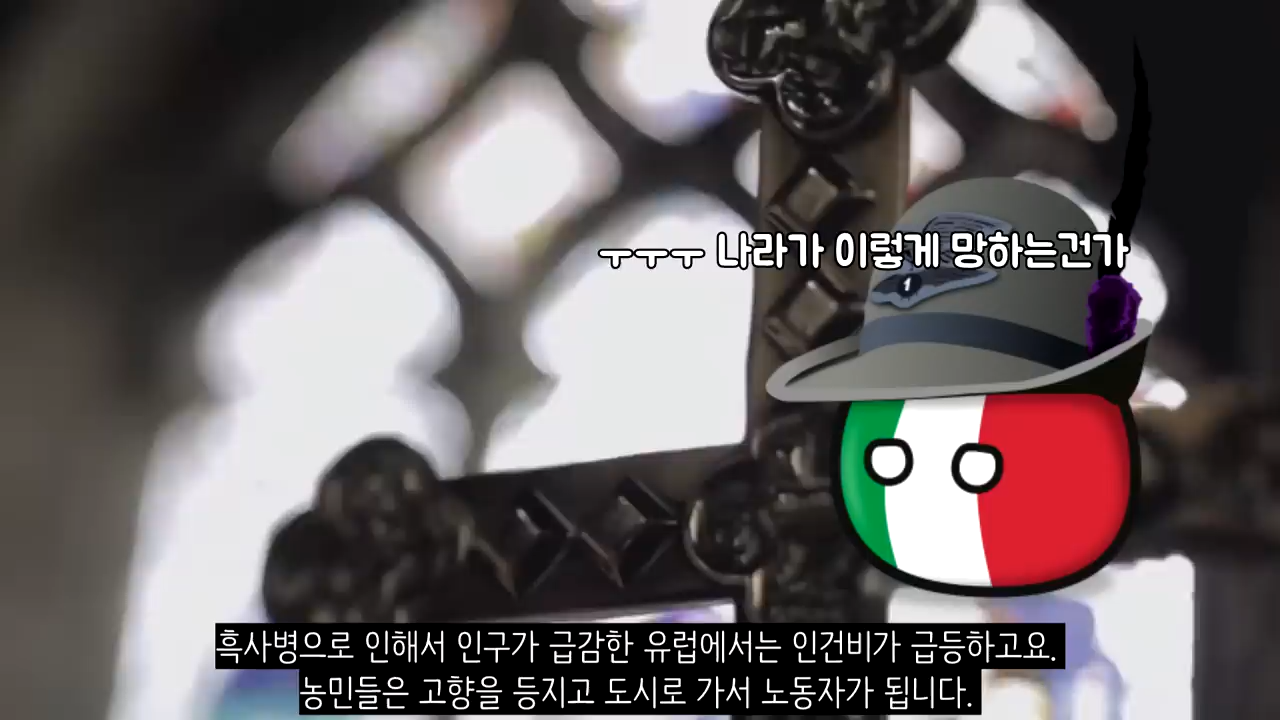 ㅜㅜㅜ 나라가 이렇게 망하는건가
1
흑사병으로 인해서 인구가 급감한 유럽에서는 인건비가 급등하고요.
농민들은 고향을 등지고 도시로 가서 노동자가 됩니다.